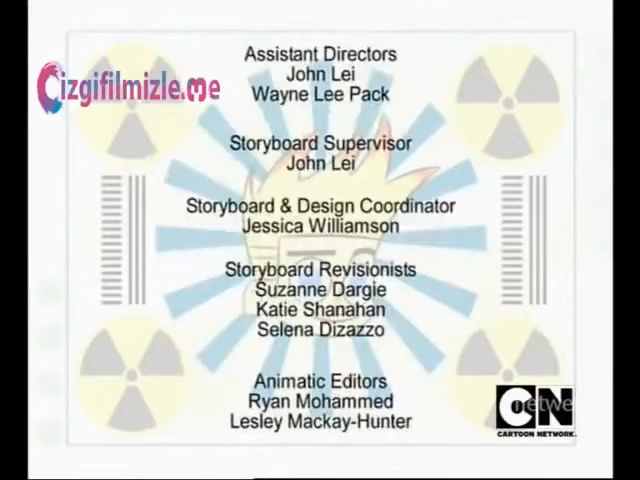 Çizgifilmizle.me
Assistant Directors
John Lei
Wayne Lee Pack
Storyboard Supervisor
John Lei
Storyboard & Design Coordinator
Jessica Williamson
Storyboard Revisionists
Suzanne Dargie
Katie Shanahan
Selena Dizazzo
Animatic Editors
Ryan Mohammed
Lesley Mackay-Hunter
CN
CARTOON NETWORK.